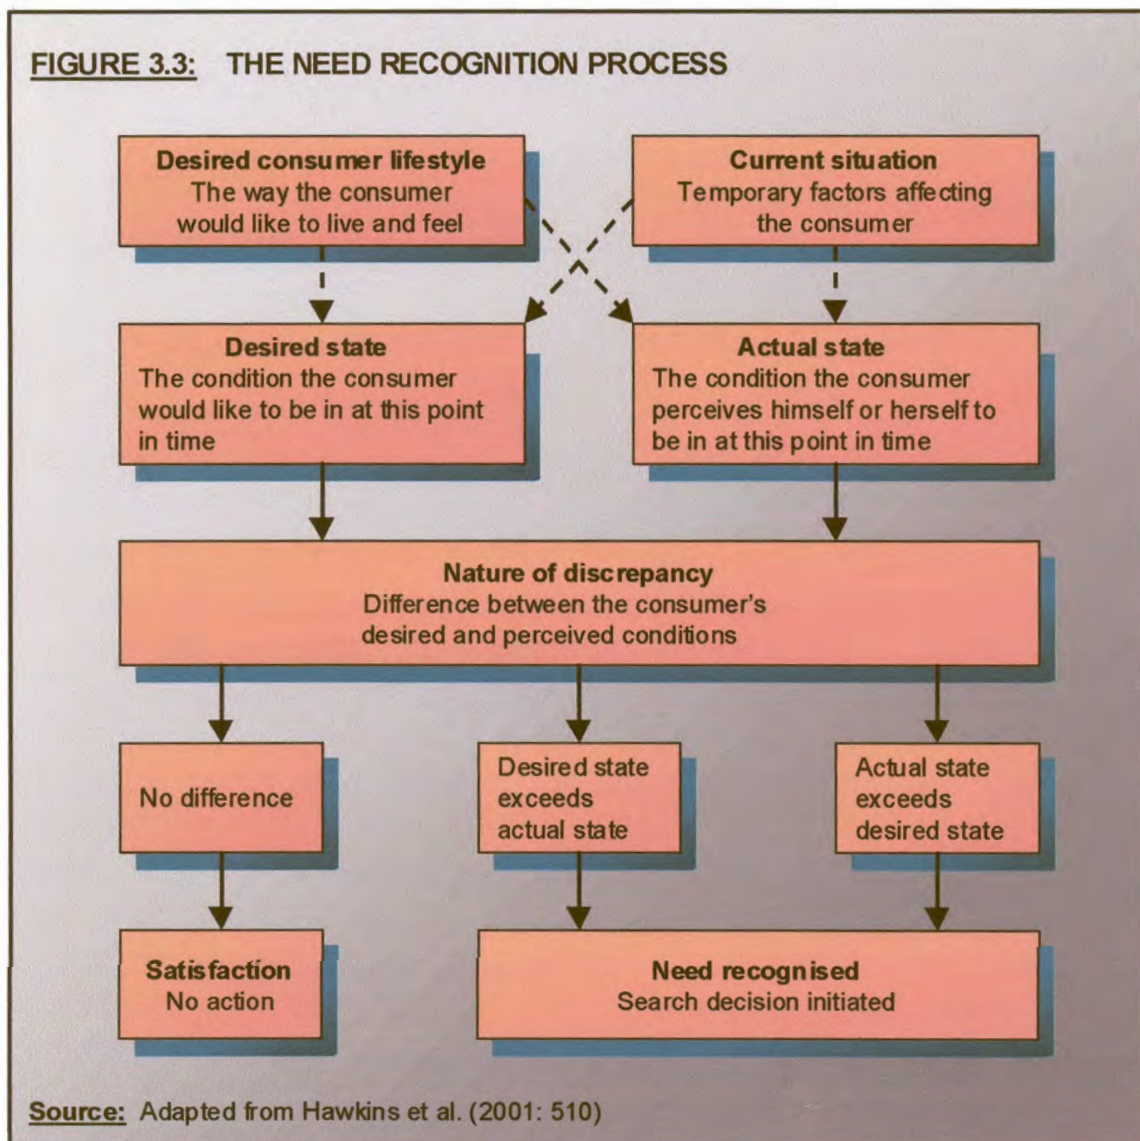 FIGURE 3.3: THE NEED RECOGNITION PROCESS
Desired consumer lifestyle
The way the consumer
would like to live and feel
Current situation
Temporary factors affecting
the consumer
Desired state
The condition the consumer
would like to be in at this point
in time
Actual state
The condition the consumer
perceives himself or herself to
be in at this point in time
Nature of discrepancy
Difference between the consumer's
desired and perceived conditions
No difference
Desired state
exceeds
actual state
Actual state
exceeds
desired state
Satisfaction
No action
Need recognised
Search decision initiated
Source: Adapted from Hawkins et al. (2001: 510)